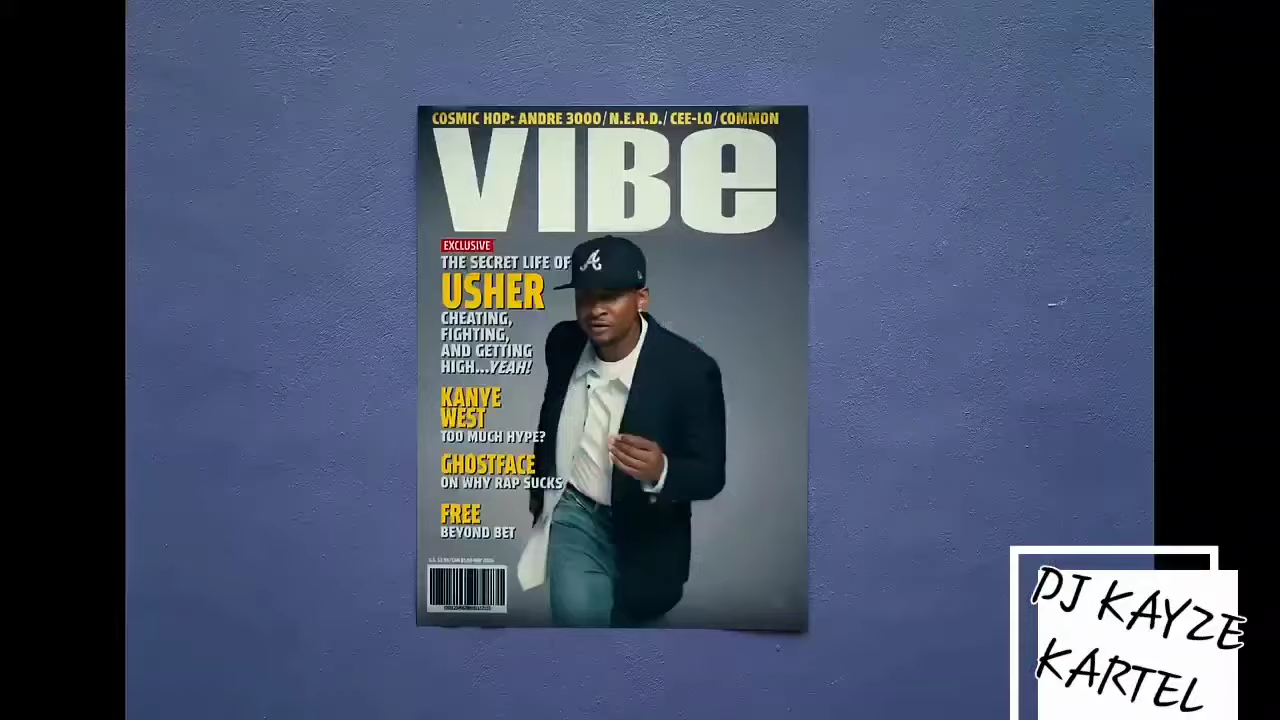 COSMIC HOP: ANDRE 3000/N.E.R.D./CEE-LO/COMMON
VIBE
EXCLUSIVE
THE SECRET LIFE OF
USHER
CHEATING,
FIGHTING,
AND GETTING
HIGH...YEAH!
KANYE
WEST
TOO MUCH HYPE?
GHOSTFACE
ON WHY RAP SUCKS
FREE
BEYOND BET
DJ KAYZE
KARTEL